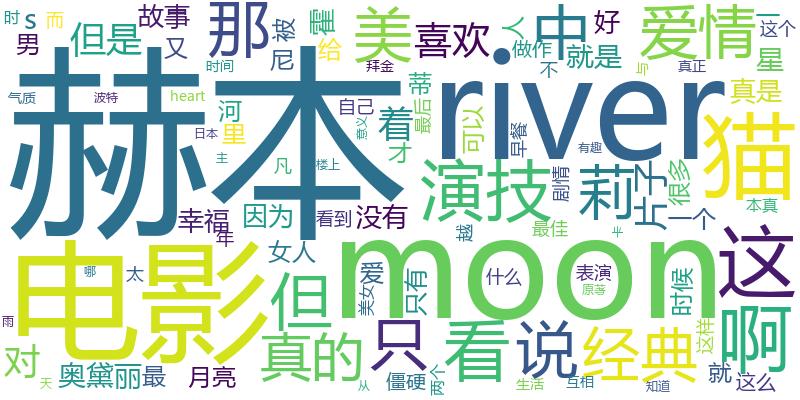 时 s 而 故事 那 霍 美 喜欢 中 人 好 爱情 一
男 但是 又 尼 被 给 做作 就是 不 星 这个
时间 拜金 与 真正
气质 波特 heart 河 自己 着 蒂 最后 river 可以 早餐 真是 猫
赫本 日本 里 意义 才 有趣
主 凡 楼上 演技 剧情 莉 片子 很多 本真
幸福 年 因为 看到 没有 越 最佳 一个 半
哪 太 女人 电影 但 moon 爱 美女 只有 什么 表演 原著 时候 这
雨 真的 只 看 说 经典 这样 啊
对 奥黛丽 最 月亮 僵硬 两个 就 这么
天 从 生活 互相 知道